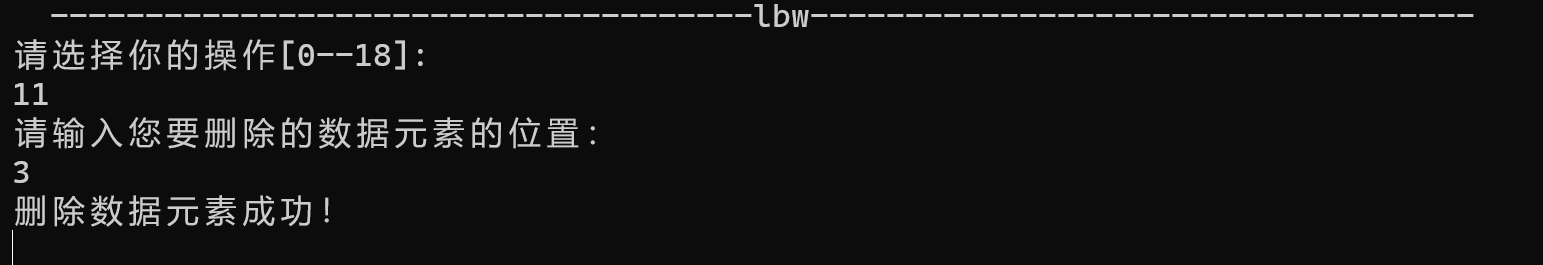 -------------------------------------lbw-----------------------------------
请选择你的操作[0--18]:
11
请输入您要删除的数据元素的位置:
3
删除数据元素成功!